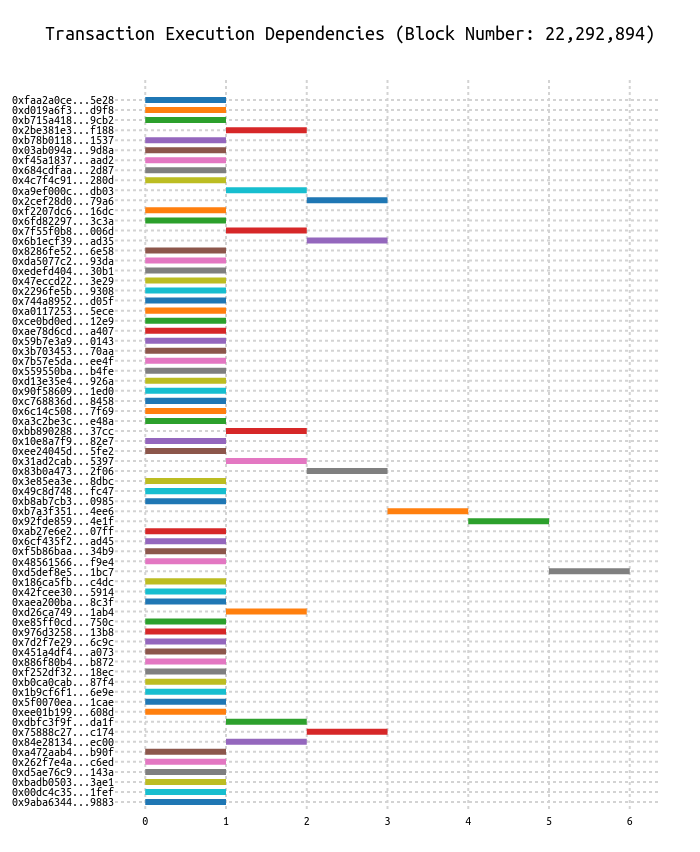 Transaction Execution Dependencies (Block Number: 22,292,894)
0xfaa2a0ce...5e28
0xd019a6f3...d9f8
0xb715a418...9cb2
0x2be381e3...f188
0xb78b0118...1537
0x03ab094a...9d8a
0xf45a1837...aad2
0x684cdfaa...2d87
0x4c7f4c91...280d
0xa9ef000c...db03
0x2cef28d0...79a6
0xf2207dc6...16dc
0x6fd82297...3c3a
0x7f55f0b8...006d
0x6b1ecf39...ad35
0x8286fe52...6e58
0xda5077c2...93da
0xedefd404...30b1
0x47eccd22...3e29
0x2296fe5b...9308
0x744a8952...d05f
0xa0117253...5ece
0xce0bd0ed...12e9
0xae78d6cd...a407
0x59b7e3a9...0143
0x3b703453...70aa
0x7b57e5da...ee4f
0x559550ba...b4fe
0xd13e35e4...926a
0x90f58609...1ed0
0xc768836d...8458
0x6c14c508...7f69
0xa3c2be3c...e48a
0xbb890288...37cc
0x10e8a7f9...82e7
0xee24045d...5fe2
0x31ad2cab...5397
0x83b0a473...2f06
0x3e85ea3e...8dbc
0x49c8d748...fc47
0xb8ab7cb3...0985
0xb7a3f351...4ee6
0x92fde859...4e1f
0xab27e6e2...07ff
0x6cf435f2...ad45
0xf5b86baa...34b9
0x48561566...f9e4
0xd5def8e5...1bc7
0x186ca5fb...c4dc
0x42fcee30...5914
0xaea200ba...8c3f
0xd26ca749...1ab4
0xe85ff0cd...750c
0x976d3258...13b8
0x7d2f7e29...6c9c
0x451a4df4...a073
0x886f80b4...b872
0xf252df32...18ec
0xb0ca0cab...87f4
0x1b9cf6f1...6e9e
0x5f0070ea...1cae
0xee01b199...608d
0xdbfc3f9f...da1f
0x75888c27...c174
0x84e28134...ec00
0xa472aab4...b90f
0x262f7e4a...c6ed
0xd5ae76c9...143a
0xbadb0503...3ae1
0x00dc4c35...1fef
0x9aba6344...9883
0 1 2 3 4 5 6